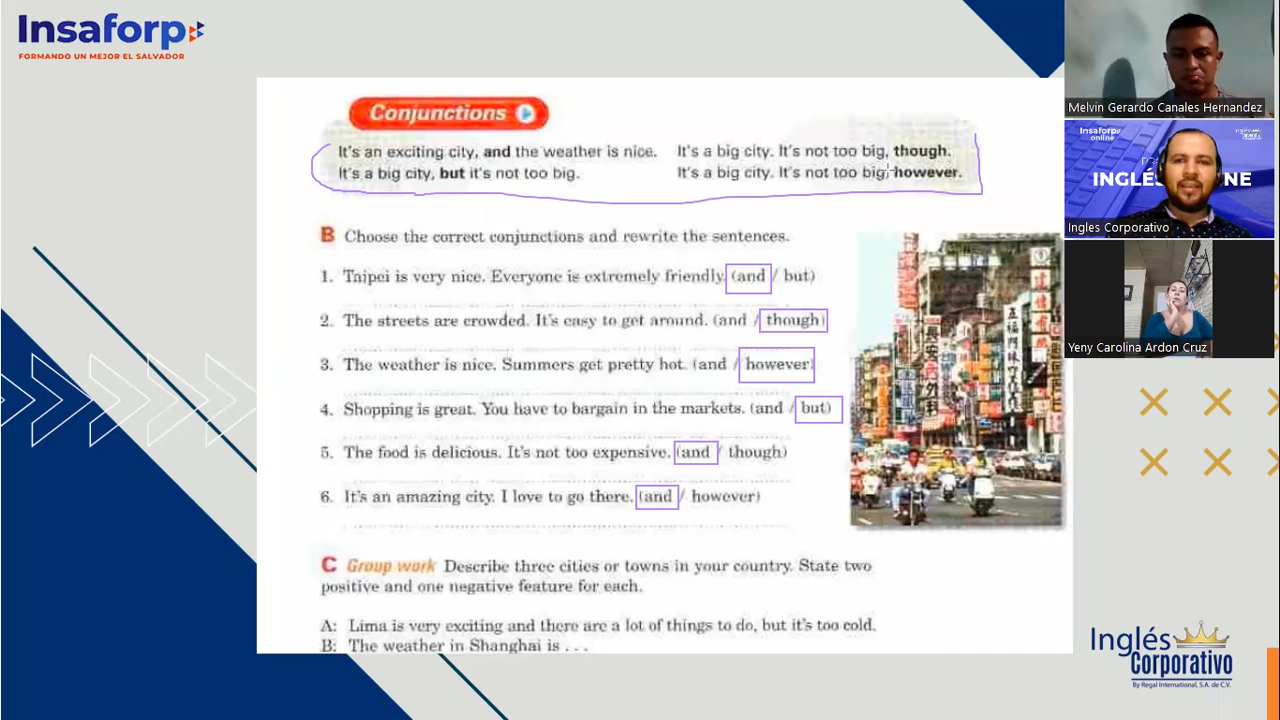 Insaforp
FORMANDO UN MEJOR EL SALVADOR
Conjunctions
It's an exciting city, and the weather is nice.
It's a big city, but it's not too big.
It's a big city. It's not too big, though.
It's a big city. It's not too big, however.
B Choose the correct conjunctions and rewrite the sentences.
1. Taipei is very nice. Everyone is extremely friendly. (and / but)
2. The streets are crowded. It's easy to get around. (and / though)
3. The weather is nice. Summers get pretty hot. (and / however)
4. Shopping is great. You have to bargain in the markets. (and / but)
5. The food is delicious. It's not too expensive. (and / though)
6. It's an amazing city. I love to go there. (and / however)
C Group work Describe three cities or towns in your country. State two
positive and one negative feature for each.
A: Lima is very exciting and there are a lot of things to do, but it's too cold.
B: The weather in Shanghai is . . .
Melvin Gerardo Canales Hernandez
Insaforp
online
INGLÉS
NE
Ingles Corporativo
Yeny Carolina Ardon Cruz
Inglés
Corporativo
By Regal International, S.A. de C.V.